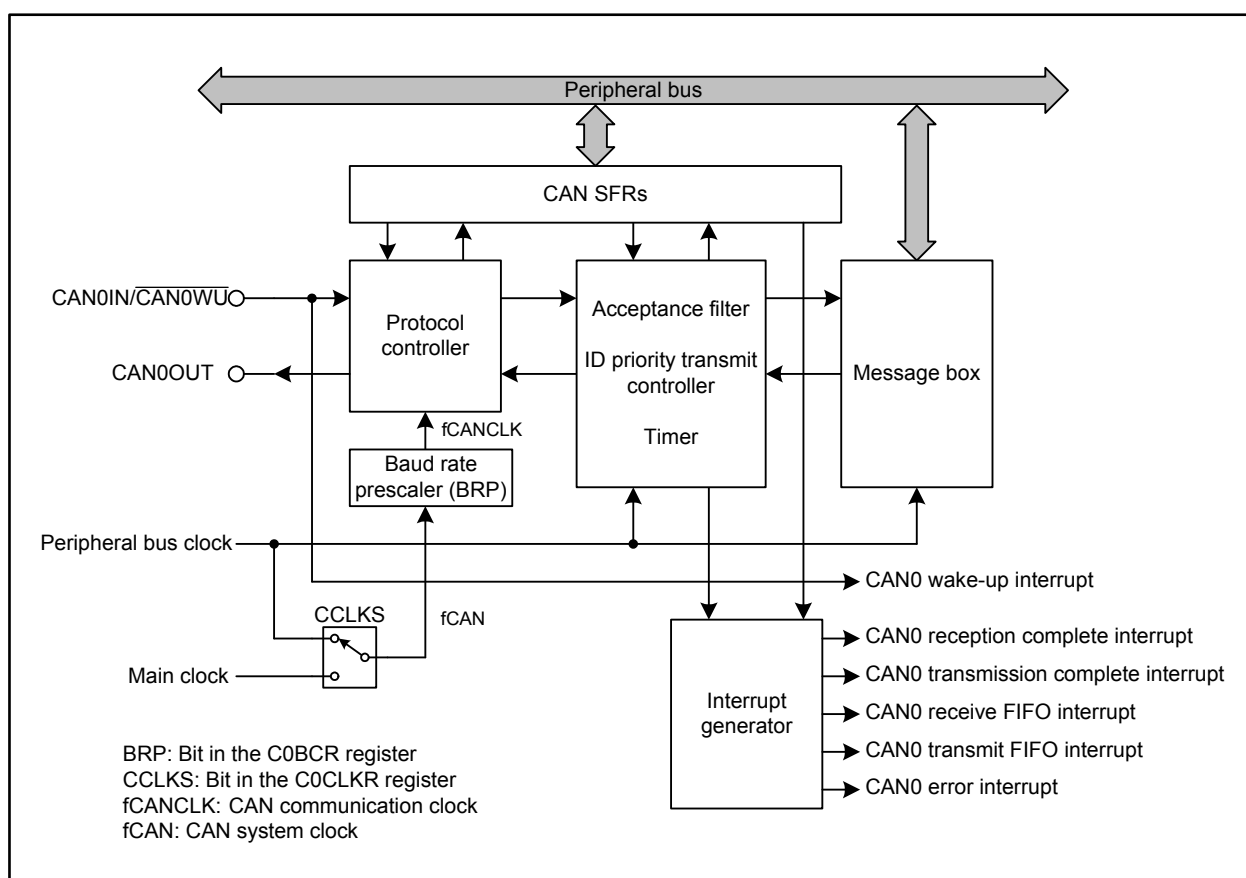 Peripheral bus
CAN SFRs
CAN0IN/CAN0WU
CAN0OUT
Protocol
controller
Acceptance filter
ID priority transmit
controller
Timer
Message box
fCANCLK
Baud rate
prescaler (BRP)
Peripheral bus clock
CCLKS
fCAN
Main clock
CAN0 wake-up interrupt
Interrupt
generator
CAN0 reception complete interrupt
CAN0 transmission complete interrupt
CAN0 receive FIFO interrupt
CAN0 transmit FIFO interrupt
CAN0 error interrupt
BRP: Bit in the C0BCR register
CCLKS: Bit in the C0CLKR register
fCANCLK: CAN communication clock
fCAN: CAN system clock